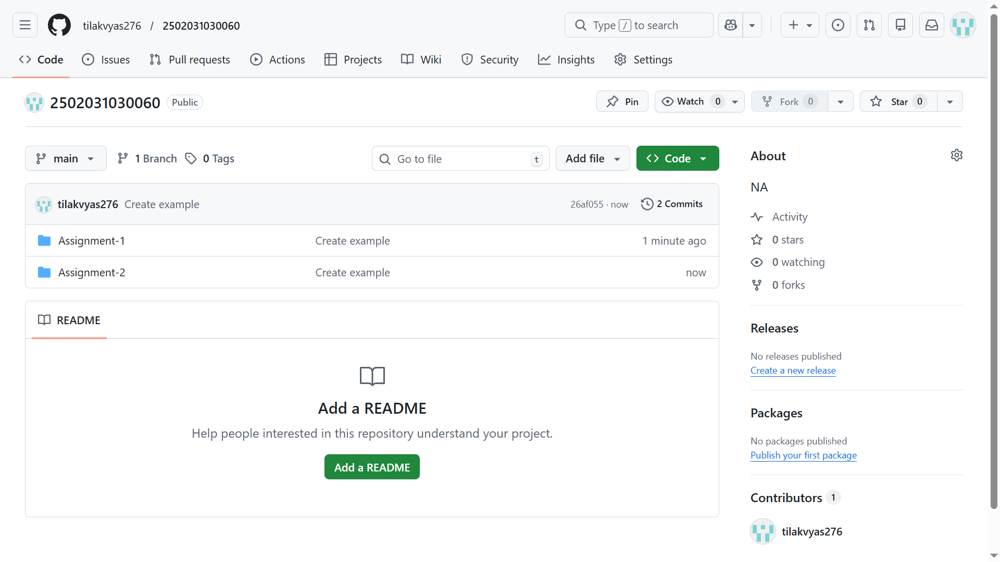 tilakvyas276 / 2502031030060
Type / to search
Code Issues Pull requests Actions Projects Wiki Security Insights Settings
2502031030060 Public
Pin Watch 0 Fork 0 Star 0
main 1 Branch 0 Tags
Go to file t Add file Code
tilakvyas276 Create example 26af055 · now 2 Commits
Assignment-1 Create example 1 minute ago
Assignment-2 Create example now
README
Add a README
Help people interested in this repository understand your project.
Add a README
About
NA
Activity
0 stars
0 watching
0 forks
Releases
No releases published
Create a new release
Packages
No packages published
Publish your first package
Contributors 1
tilakvyas276